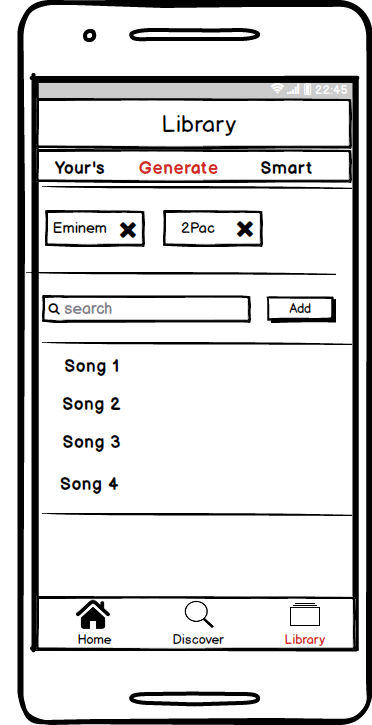 22:45
Library
Your's Generate Smart
Eminem 2Pac
search Add
Song 1
Song 2
Song 3
Song 4
Home Discover Library